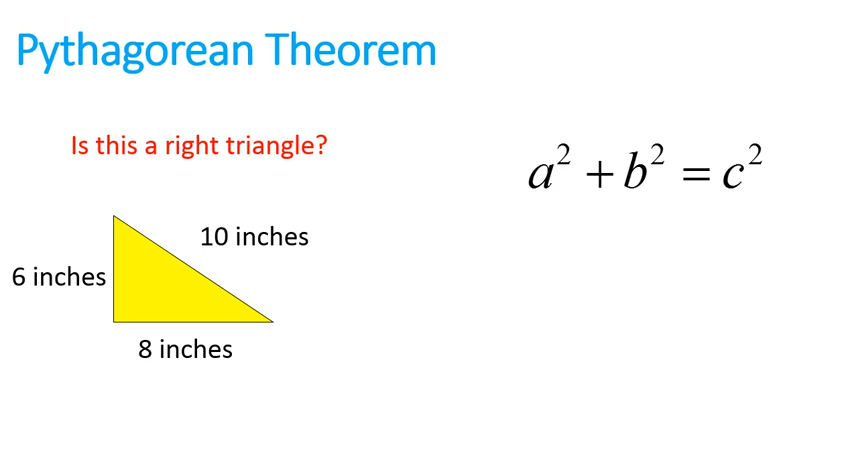 Pythagorean Theorem
Is this a right triangle?
a² + b² = c²
10 inches
6 inches
8 inches